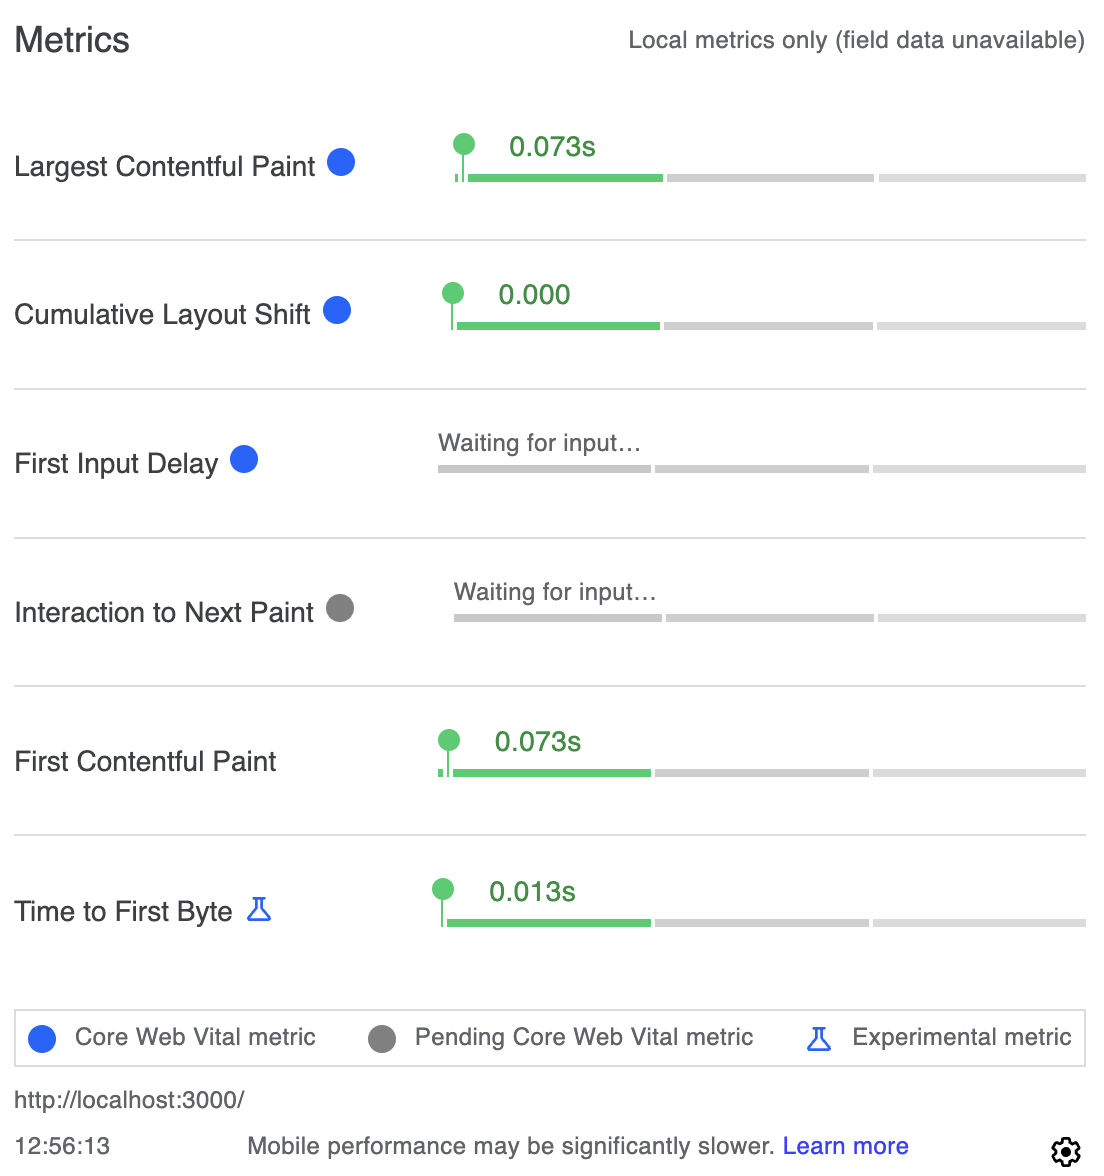 Metrics
Local metrics only (field data unavailable)
Largest Contentful Paint
0.073s
Cumulative Layout Shift
0.000
First Input Delay
Waiting for input…
Interaction to Next Paint
Waiting for input…
First Contentful Paint
0.073s
Time to First Byte
0.013s
Core Web Vital metric
Pending Core Web Vital metric
Experimental metric
http://localhost:3000/
12:56:13
Mobile performance may be significantly slower. Learn more